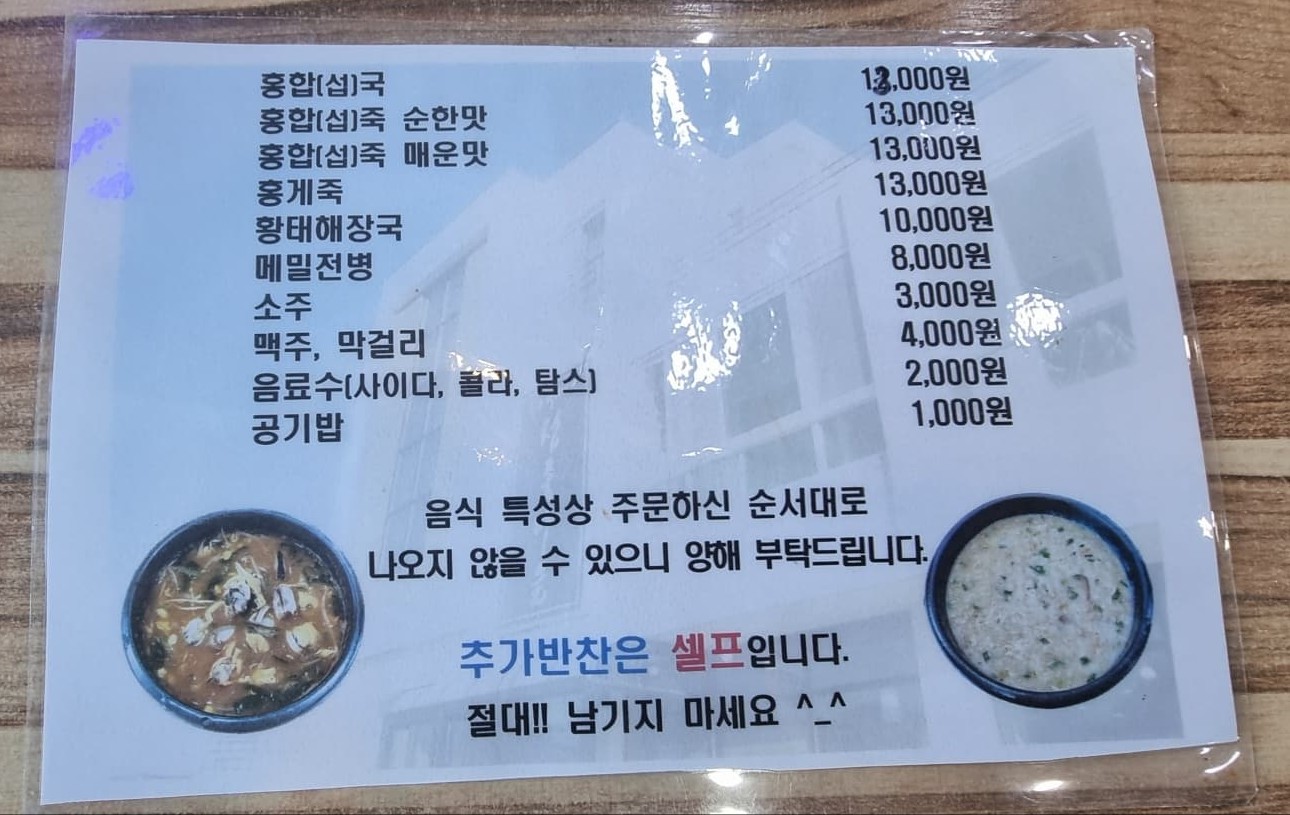 홍합(섭)국 13,000원
홍합(섭)죽 순한맛 13,000원
홍합(섭)죽 매운맛 13,000원
홍게죽 13,000원
황태해장국 10,000원
메밀전병 8,000원
소주 3,000원
맥주, 막걸리 4,000원
음료수(사이다, 콜라, 탐스) 2,000원
공기밥 1,000원
음식 특성상 주문하신 순서대로
나오지 않을 수 있으니 양해 부탁드립니다.
추가반찬은 셀프입니다.
절대!! 남기지 마세요 ^_^